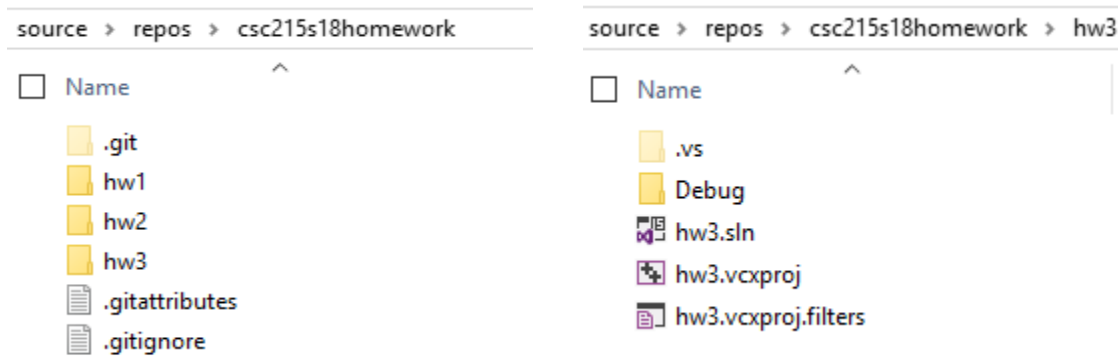 source > repos > csc215s18homework
Name
.git
hw1
hw2
hw3
.gitattributes
.gitignore
source > repos > csc215s18homework > hw3
Name
.vs
Debug
hw3.sln
hw3.vcxproj
hw3.vcxproj.filters